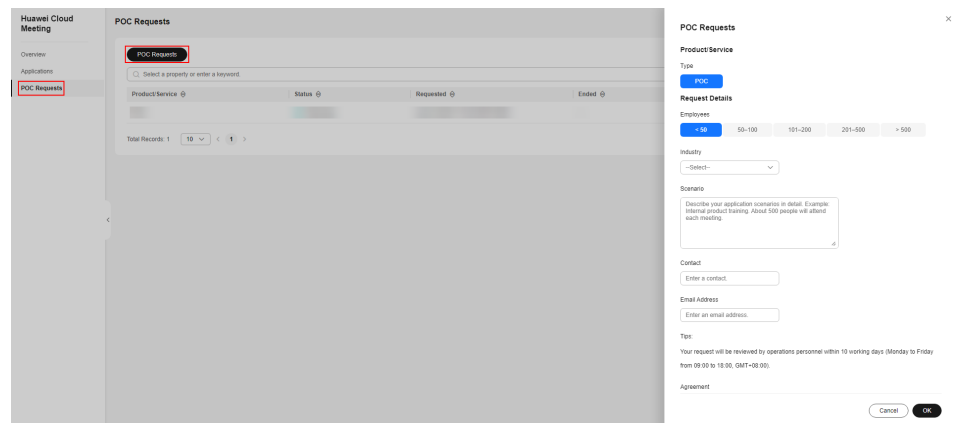 Huawei Cloud
Meeting
Overview
Applications
POC Requests
POC Requests
POC Requests
Select a property or enter a keyword.
Product/Service
Status
Requested
Ended
Total Records: 1
10
1
POC Requests
Product/Service
Type
POC
Request Details
Employees
< 50
50–100
101–200
201–500
> 500
Industry
--Select--
Scenario
Describe your application scenarios in detail. Example:
Internal product training. About 500 people will attend
each meeting.
Contact
Enter a contact.
Email Address
Enter an email address.
Tips:
Your request will be reviewed by operations personnel within 10 working days (Monday to Friday
from 09:00 to 18:00, GMT+08:00).
Agreement
Cancel
OK